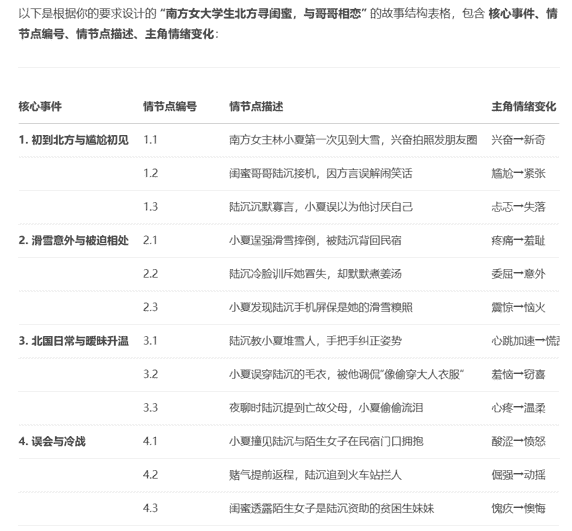 以下是根据你的要求设计的 “南方女大学生北方寻闺蜜，与哥哥相恋” 的故事结构表格，包含 核心事件、情
节点编号、情节点描述、主角情绪变化：
核心事件 情节点编号 情节点描述 主角情绪变化
1. 初到北方与尴尬初见 1.1 南方女主林小夏第一次见到大雪，兴奋拍照发朋友圈 兴奋→新奇
1.2 闺蜜哥哥陆沉接机，因方言误解闹笑话 尴尬→紧张
1.3 陆沉沉默寡言，小夏误以为他讨厌自己 忐忑→失落
2. 滑雪意外与被迫相处 2.1 小夏逞强滑雪摔倒，被陆沉背回民宿 疼痛→羞耻
2.2 陆沉冷脸训斥她冒失，却默默煮姜汤 委屈→意外
2.3 小夏发现陆沉手机屏保是她的滑雪糗照 震惊→恼火
3. 北国日常与暧昧升温 3.1 陆沉教小夏堆雪人，手把手纠正姿势 心跳加速→慌
3.2 小夏误穿陆沉的毛衣，被他调侃“像偷穿大人衣服” 羞恼→窃喜
3.3 夜聊时陆沉提到亡故父母，小夏偷偷流泪 心疼→温柔
4. 误会与冷战 4.1 小夏撞见陆沉与陌生女子在民宿门口拥抱 酸涩→愤怒
4.2 赌气提前返程，陆沉追到火车站拦人 倔强→动摇
4.3 闺蜜透露陌生女子是陆沉资助的贫困生妹妹 愧疚→懊悔